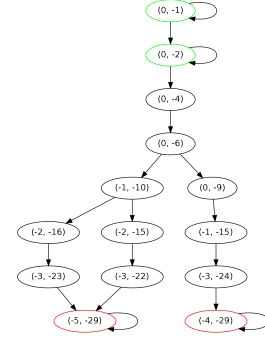 (0, -1)
(0, -2)
(0, -4)
(0, -6)
(-1, -10) (0, -9)
(-2, -16) (-2, -15) (-1, -15)
(-3, -23) (-3, -22) (-3, -24)
(-5, -29) (-4, -29)